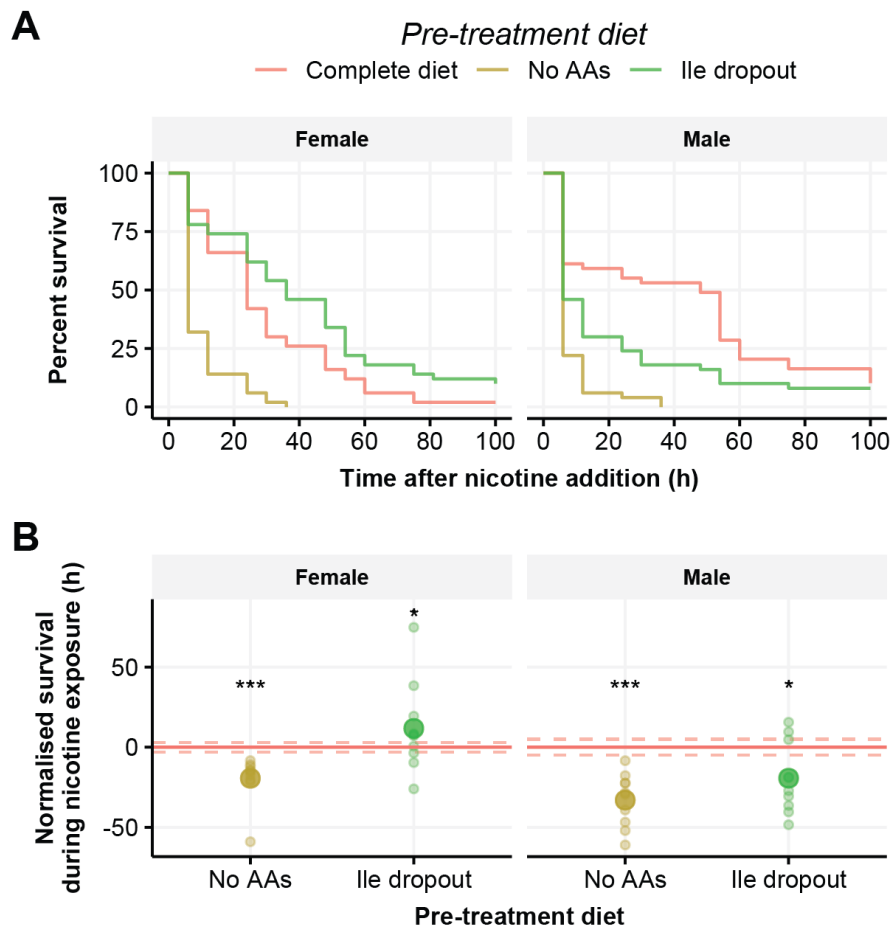 A
Pre-treatment diet
Complete diet No AAs Ile dropout
Female Male
Percent survival
100
75
50
25
0
0 20 40 60 80 100 0 20 40 60 80 100
Time after nicotine addition (h)
B
Female Male
Normalised survival
during nicotine exposure (h)
50
0
-50
*** * *** *
No AAs Ile dropout No AAs Ile dropout
Pre-treatment diet